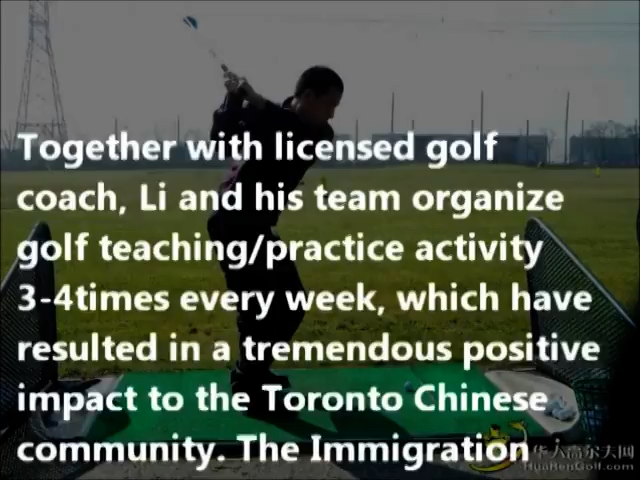 Together with licensed golf
coach, Li and his team organize
golf teaching/practice activity
3-4times every week, which have
resulted in a tremendous positive
impact to the Toronto Chinese
community. The Immigration
华人高尔夫网
HuaRenGolf.com